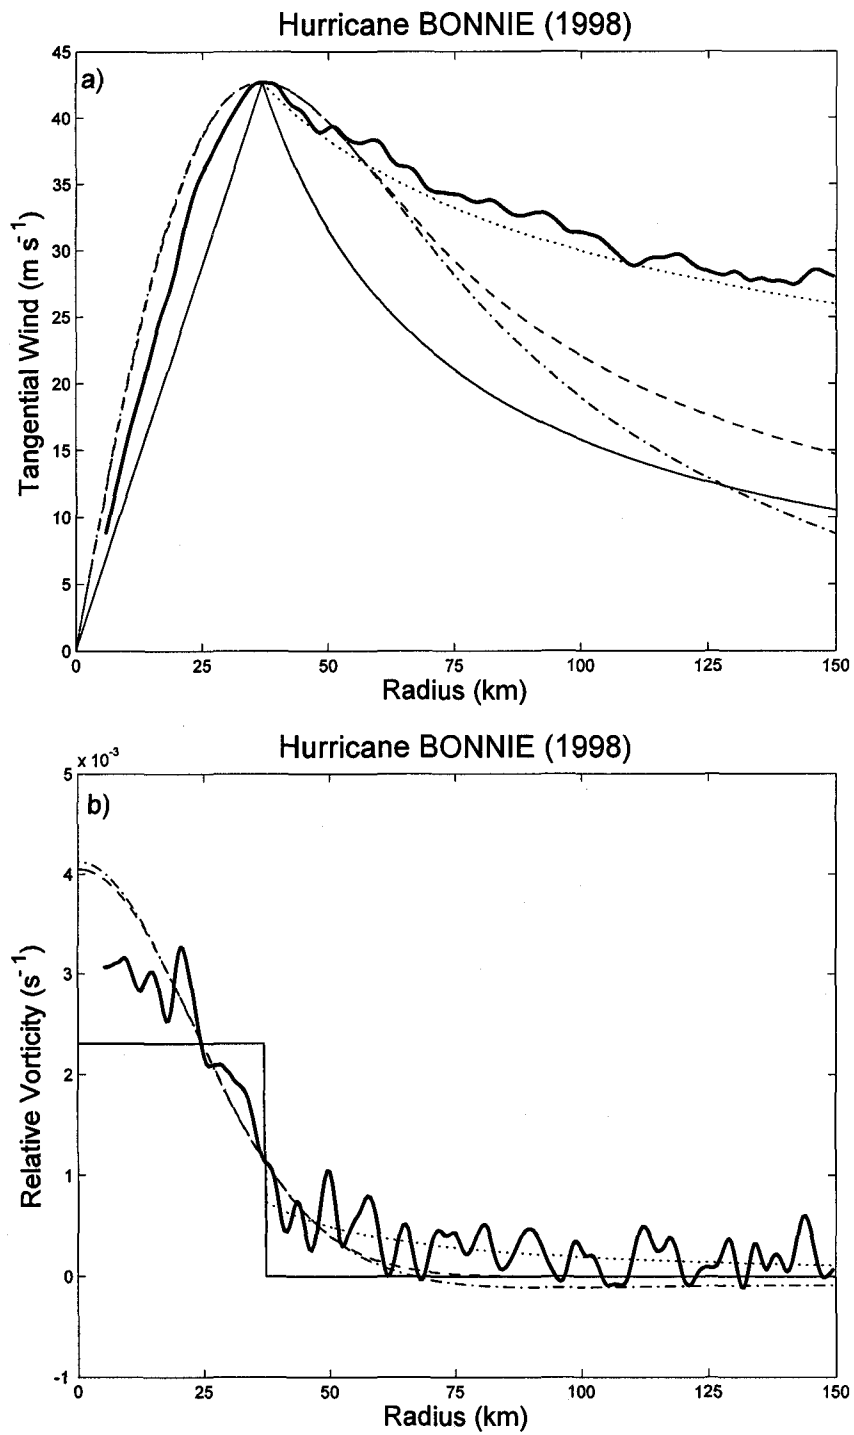 Hurricane BONNIE (1998)
a)
45
40
35
30
25
20
15
10
5
0
Tangential Wind (m s⁻¹)
0 25 50 75 100 125 150
Radius (km)
Hurricane BONNIE (1998)
x 10⁻³
b)
5
4
3
2
1
0
-1
Relative Vorticity (s⁻¹)
0 25 50 75 100 125 150
Radius (km)